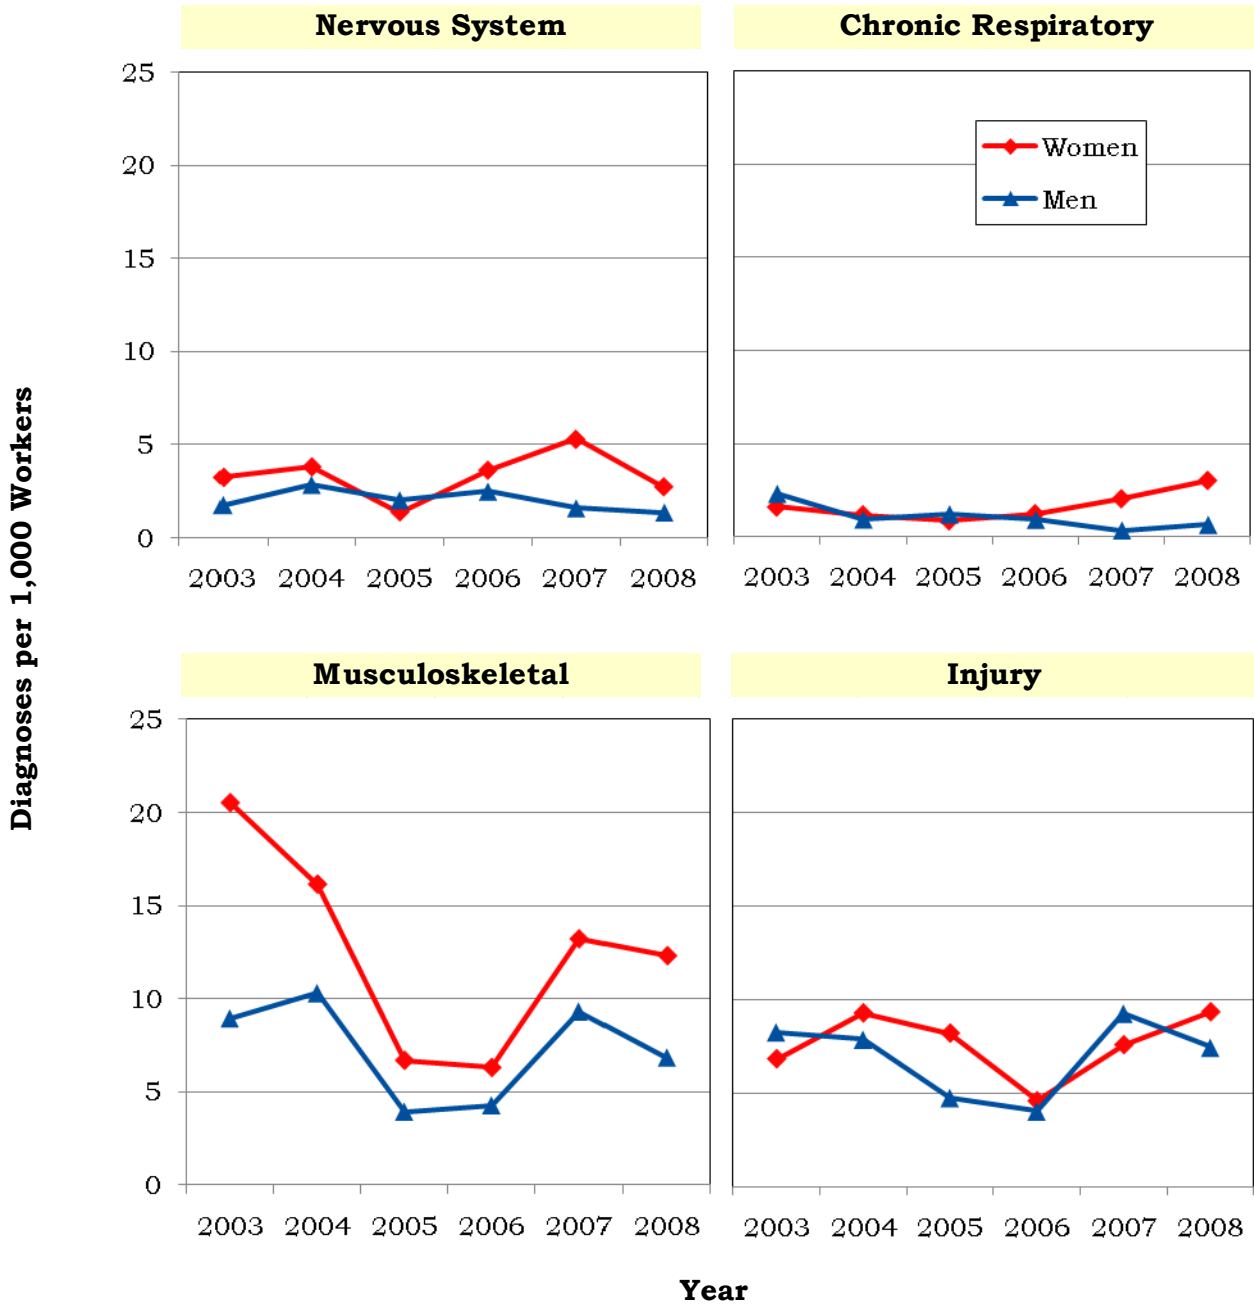 Nervous System
Chronic Respiratory
25
20
15
10
5
0
Women
Men
2003 2004 2005 2006 2007 2008
2003 2004 2005 2006 2007 2008
Diagnoses per 1,000 Workers
Musculoskeletal
Injury
25
20
15
10
5
0
2003 2004 2005 2006 2007 2008
2003 2004 2005 2006 2007 2008
Year